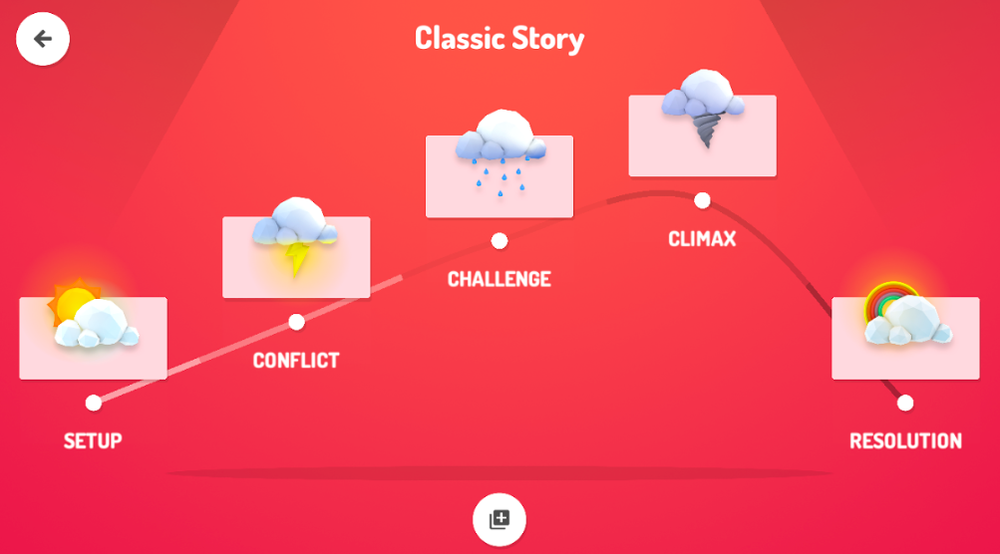 Classic Story
SETUP
CONFLICT
CHALLENGE
CLIMAX
RESOLUTION